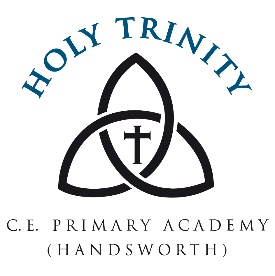 HOLY TRINITY
C.E. PRIMARY ACADEMY
(HANDSWORTH)